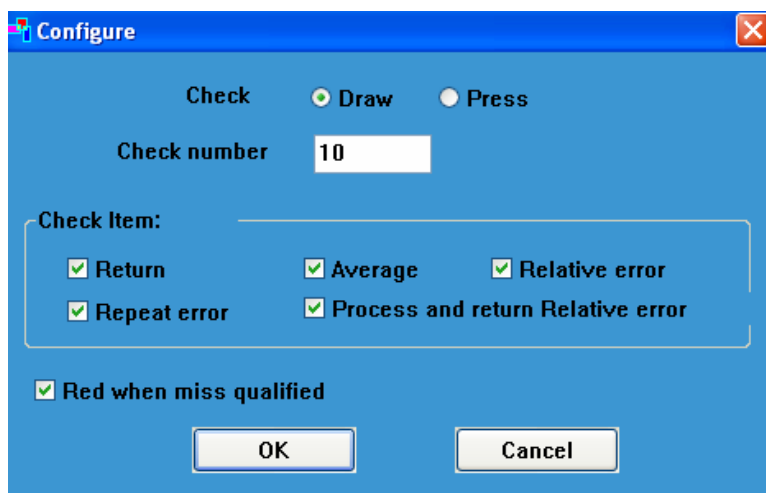 Configure
Check Draw Press
Check number 10
Check Item:
Return Average Relative error
Repeat error Process and return Relative error
Red when miss qualified
OK Cancel